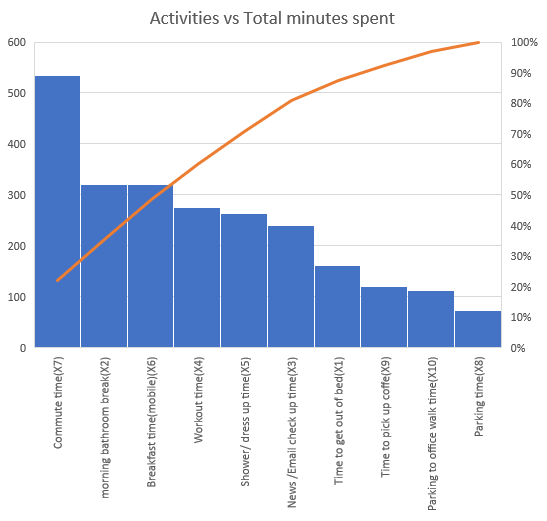 Activities vs Total minutes spent
600
500
400
300
200
100
0
100%
90%
80%
70%
60%
50%
40%
30%
20%
10%
0%
Commute time(X7)
morning bathroom break(X2)
Breakfast time(mobile)(X6)
Workout time(X4)
Shower/ dress up time(X5)
News /Email check up time(X3)
Time to get out of bed(X1)
Time to pick up coffe(X9)
Parking to office walk time(X10)
Parking time(X8)